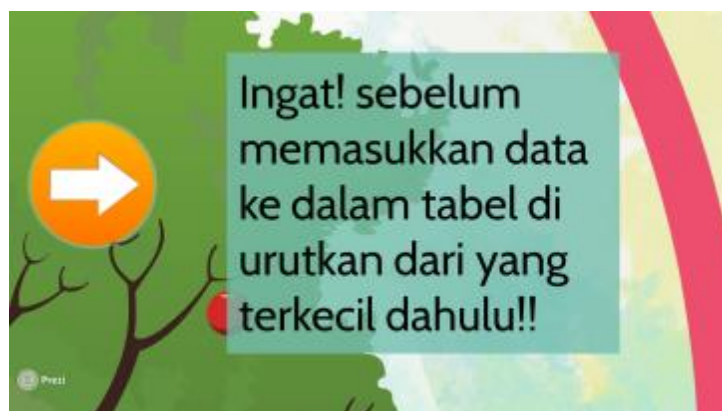 Ingat! sebelum
memasukkan data
ke dalam tabel di
urutkan dari yang
terkecil dahulu!!
Prezi